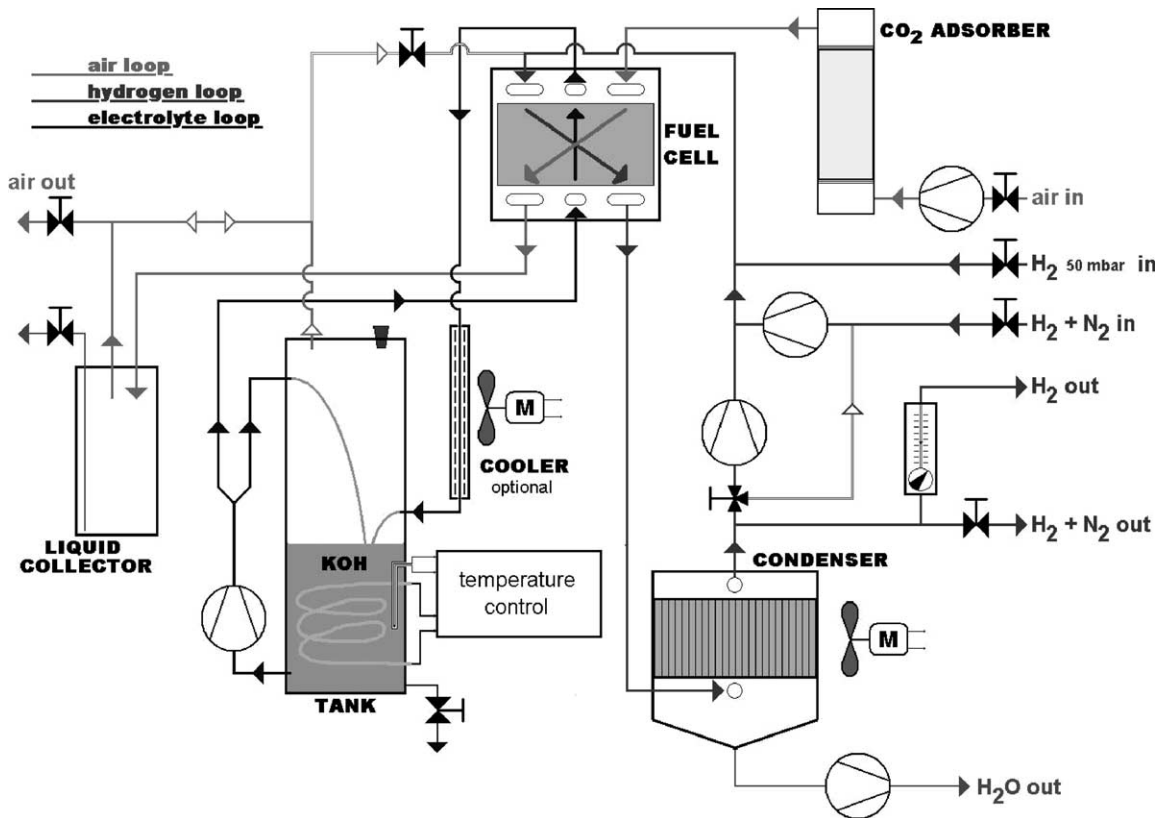 CO₂ ADSORBER
air loop
hydrogen loop
electrolyte loop
FUEL
CELL
air out
air in
H₂ 50 mbar in
H₂ + N₂ in
H₂ out
M
COOLER
optional
H₂ + N₂ out
LIQUID
COLLECTOR
KOH
CONDENSER
temperature
control
M
TANK
H₂O out